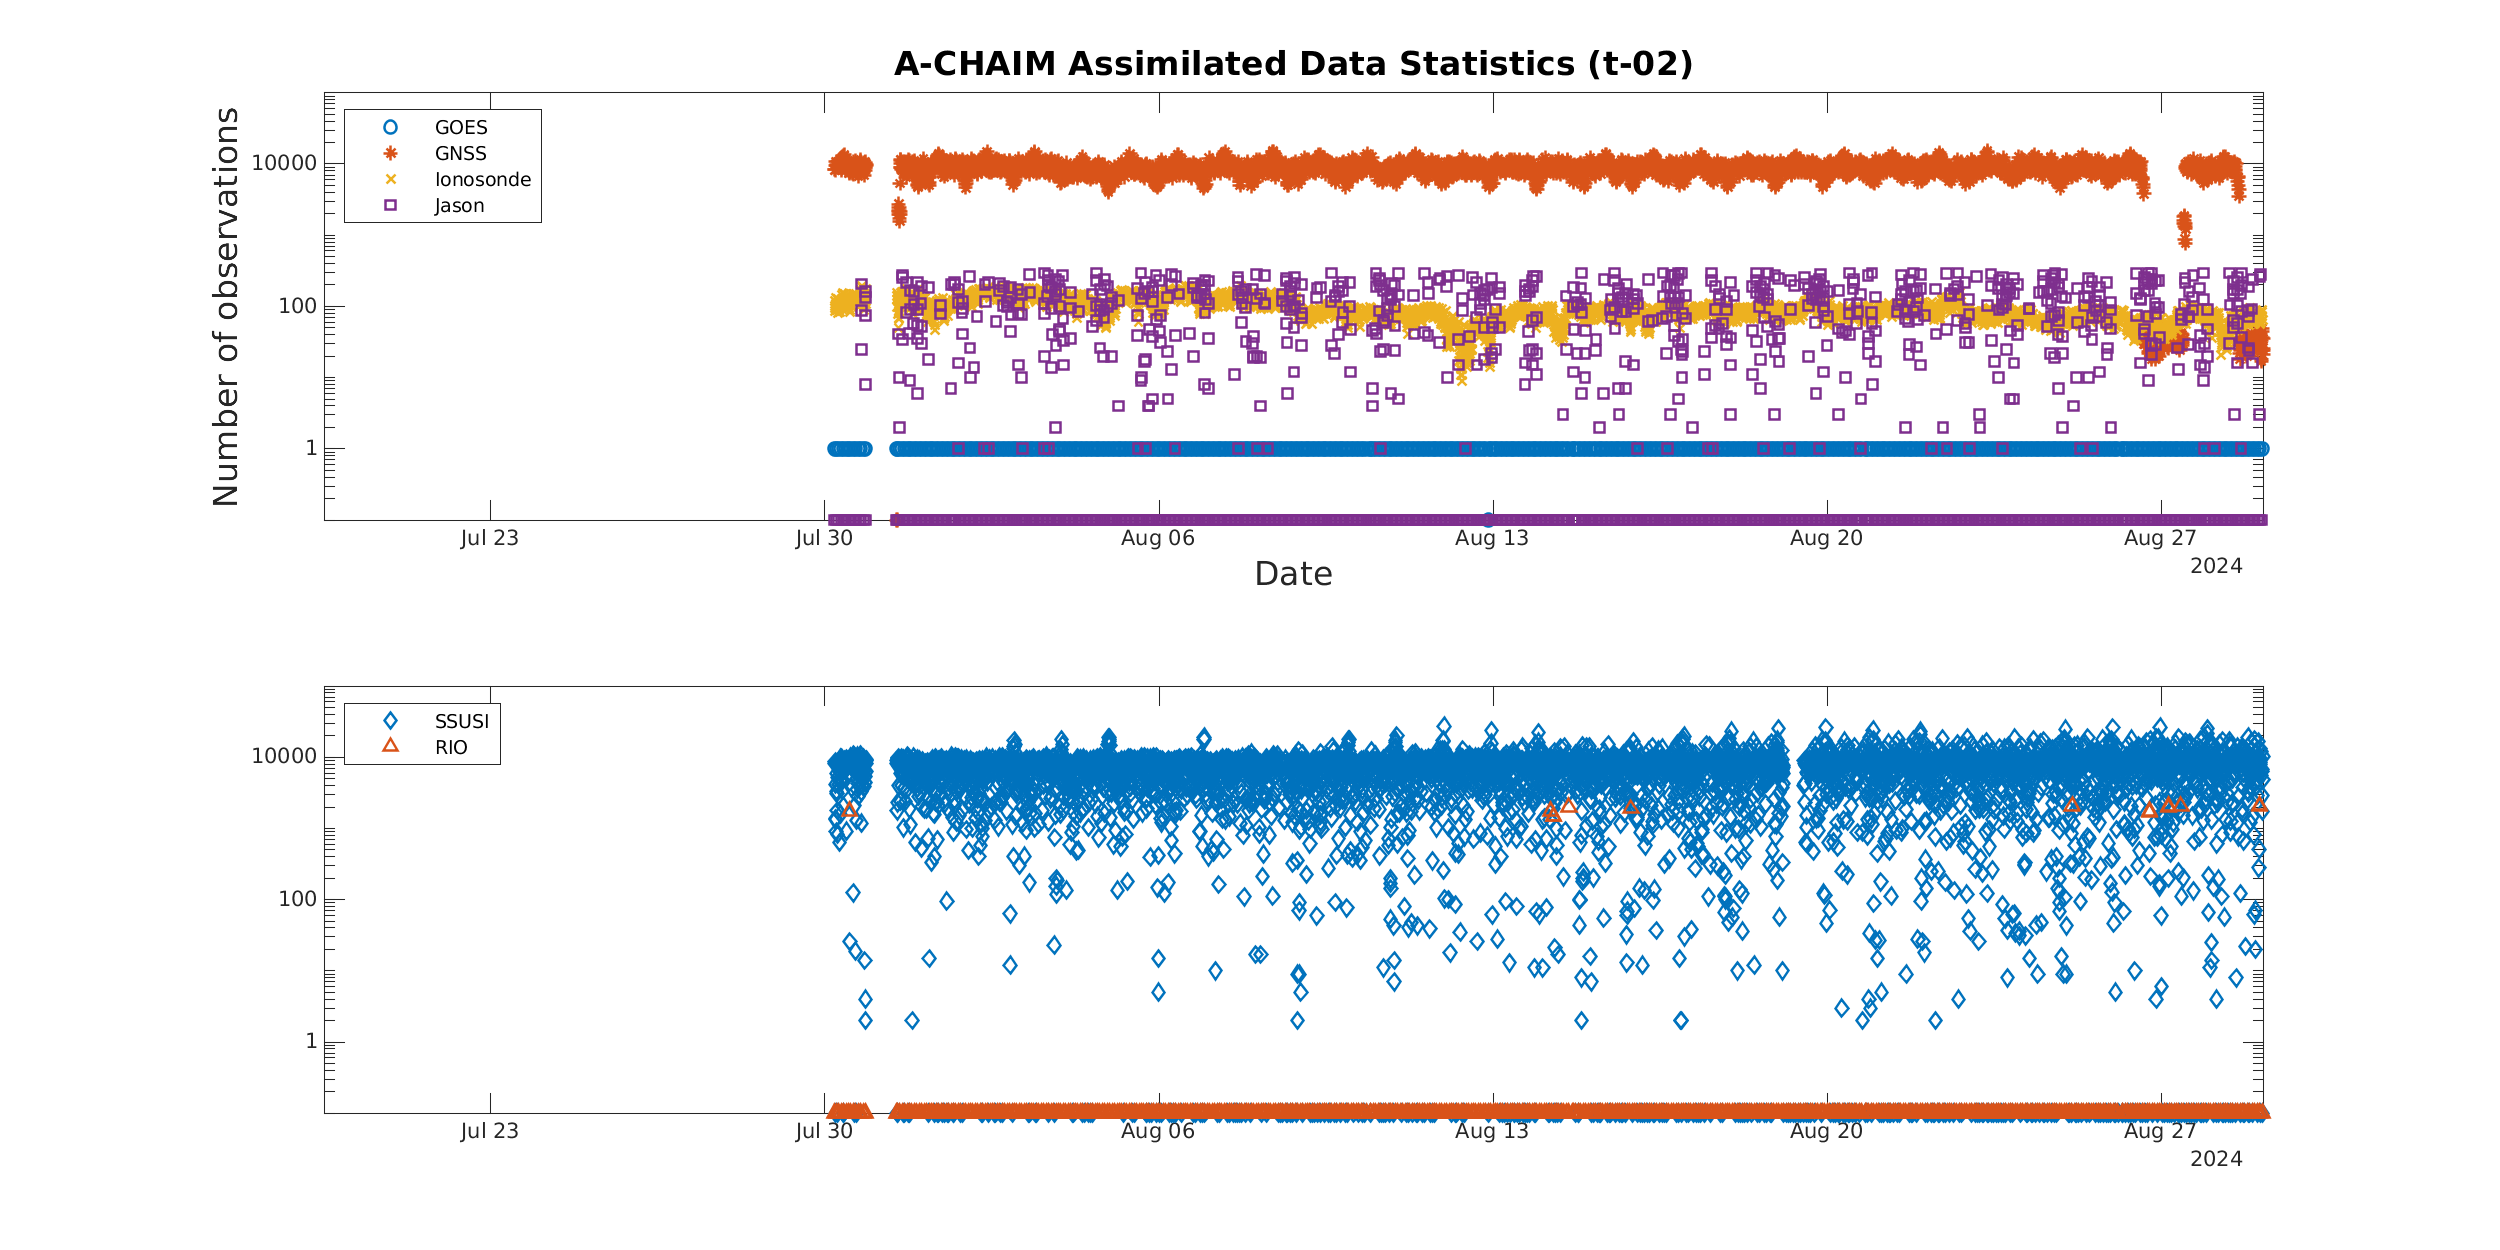 A-CHAIM Assimilated Data Statistics (t-02)
Number of observations
10000
100
1
GOES
GNSS
Ionosonde
Jason
Jul 23
Jul 30
Aug 06
Aug 13
Aug 20
Aug 27
2024
Date
10000
100
1
SSUSI
RIO
Jul 23
Jul 30
Aug 06
Aug 13
Aug 20
Aug 27
2024